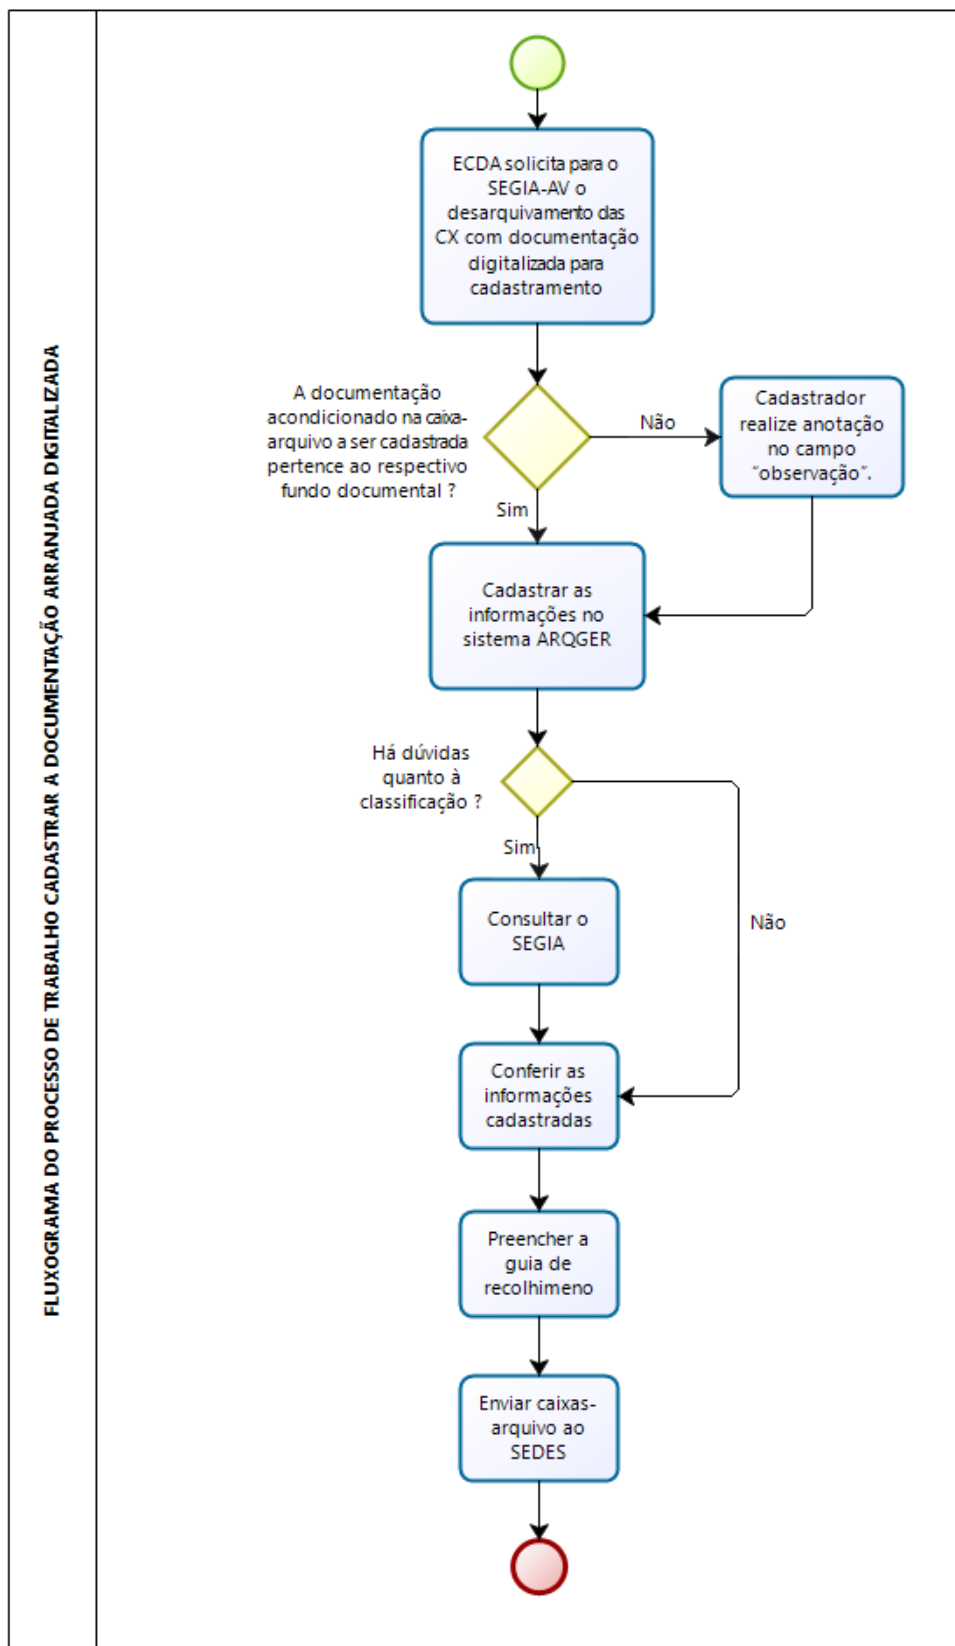 FLUXOGRAMA DO PROCESSO DE TRABALHO CADASTRAR A DOCUMENTAÇÃO ARRANJADA DIGITALIZADA
ECDA solicita para o
SEGIA-AV o
desarquivamento das
CX com documentação
digitalizada para
cadastramento
A documentação
acondicionado na caixa-
arquivo a ser cadastrada
pertence ao respectivo
fundo documental ?
Não
Cadastrador
realize anotação
no campo
“observação”.
Sim
Cadastrar as
informações no
sistema ARQGER
Há dúvidas
quanto à
classificação ?
Sim
Não
Consultar o
SEGIA
Conferir as
informações
cadastradas
Preencher a
guia de
recolhimeno
Enviar caixas-
arquivo ao
SEDES